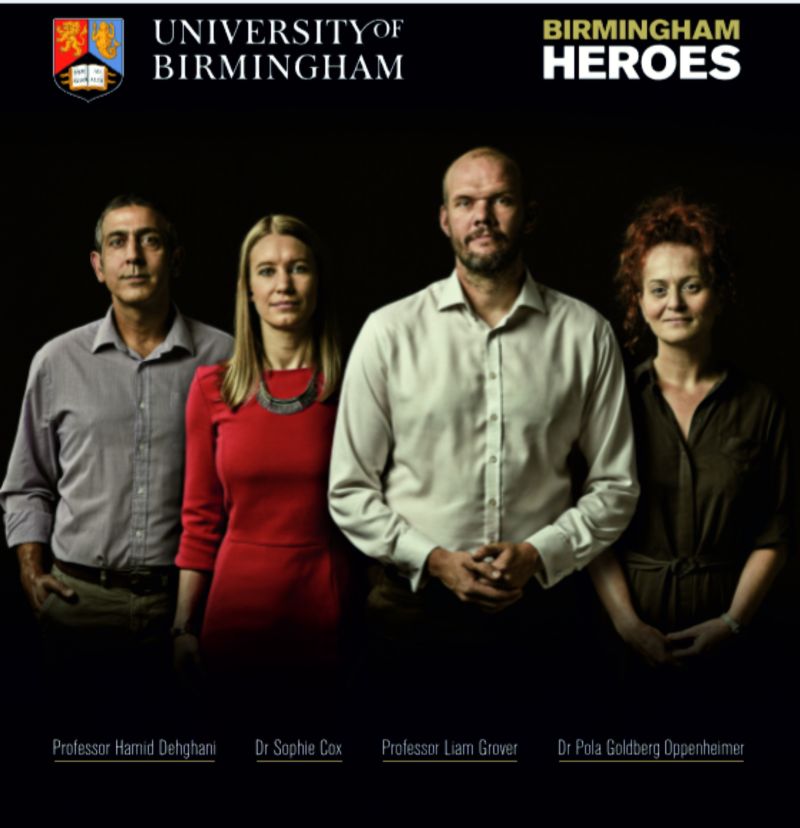 UNIVERSITY OF
BIRMINGHAM
BIRMINGHAM
HEROES
Professor Hamid Dehghani
Dr Sophie Cox
Professor Liam Grover
Dr Pola Goldberg Oppenheimer